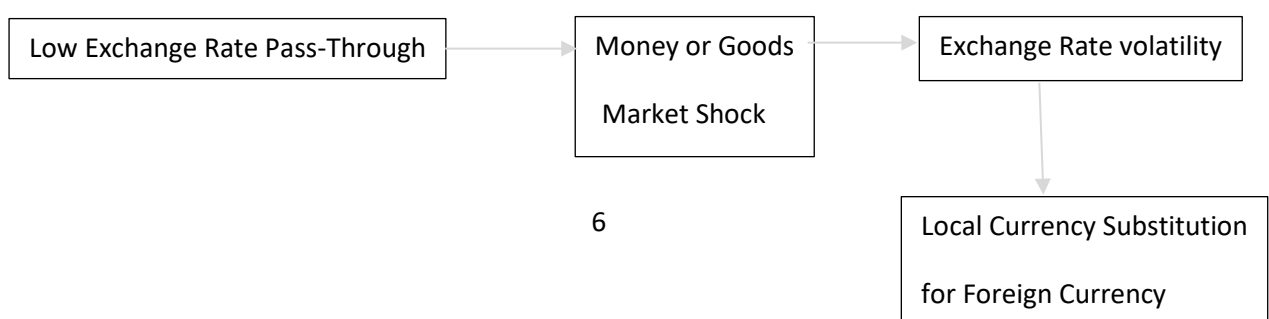 Low Exchange Rate Pass-Through
Money or Goods
Market Shock
Exchange Rate volatility
6
Local Currency Substitution
for Foreign Currency